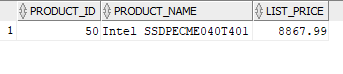 PRODUCT_ID PRODUCT_NAME LIST_PRICE
1 50 Intel SSDPECME040T401 8867.99